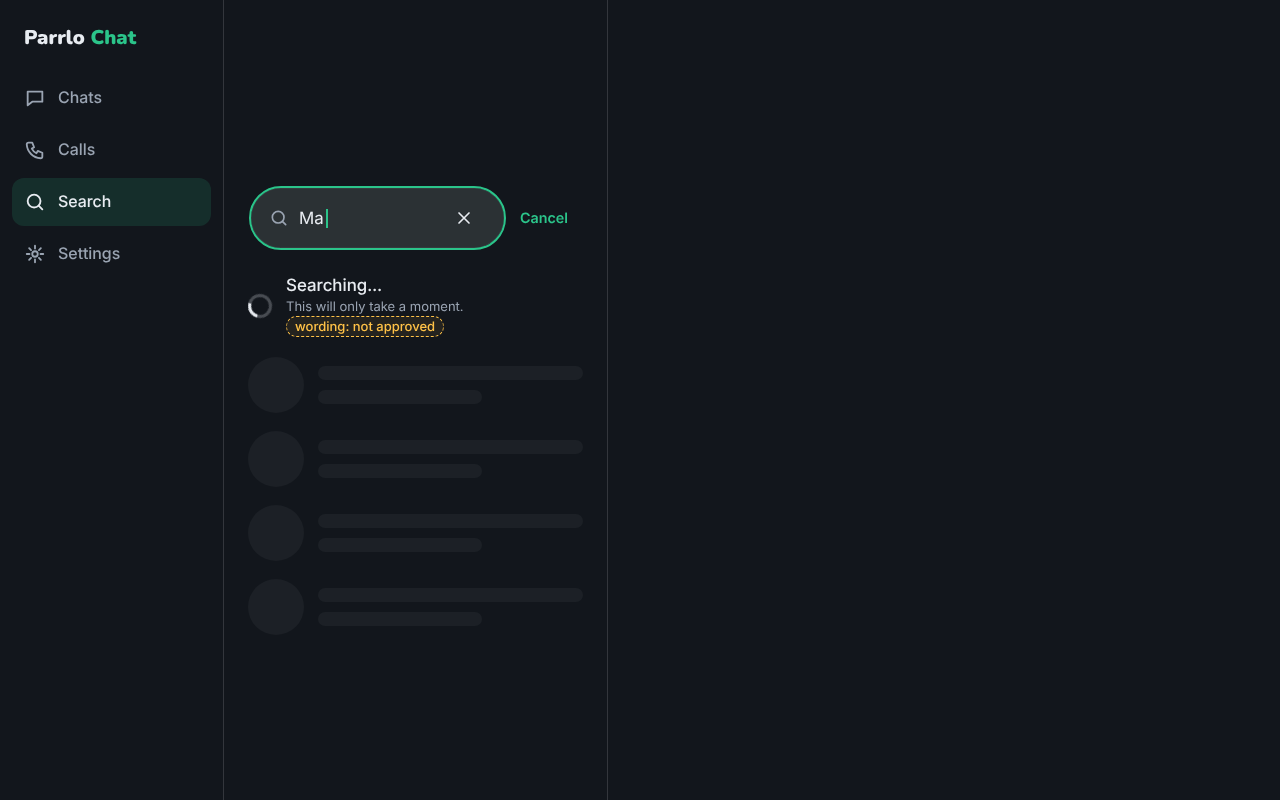 Parrlo Chat
Chats
Calls
Search
Settings
Ma
Cancel
Searching...
This will only take a moment.
wording: not approved